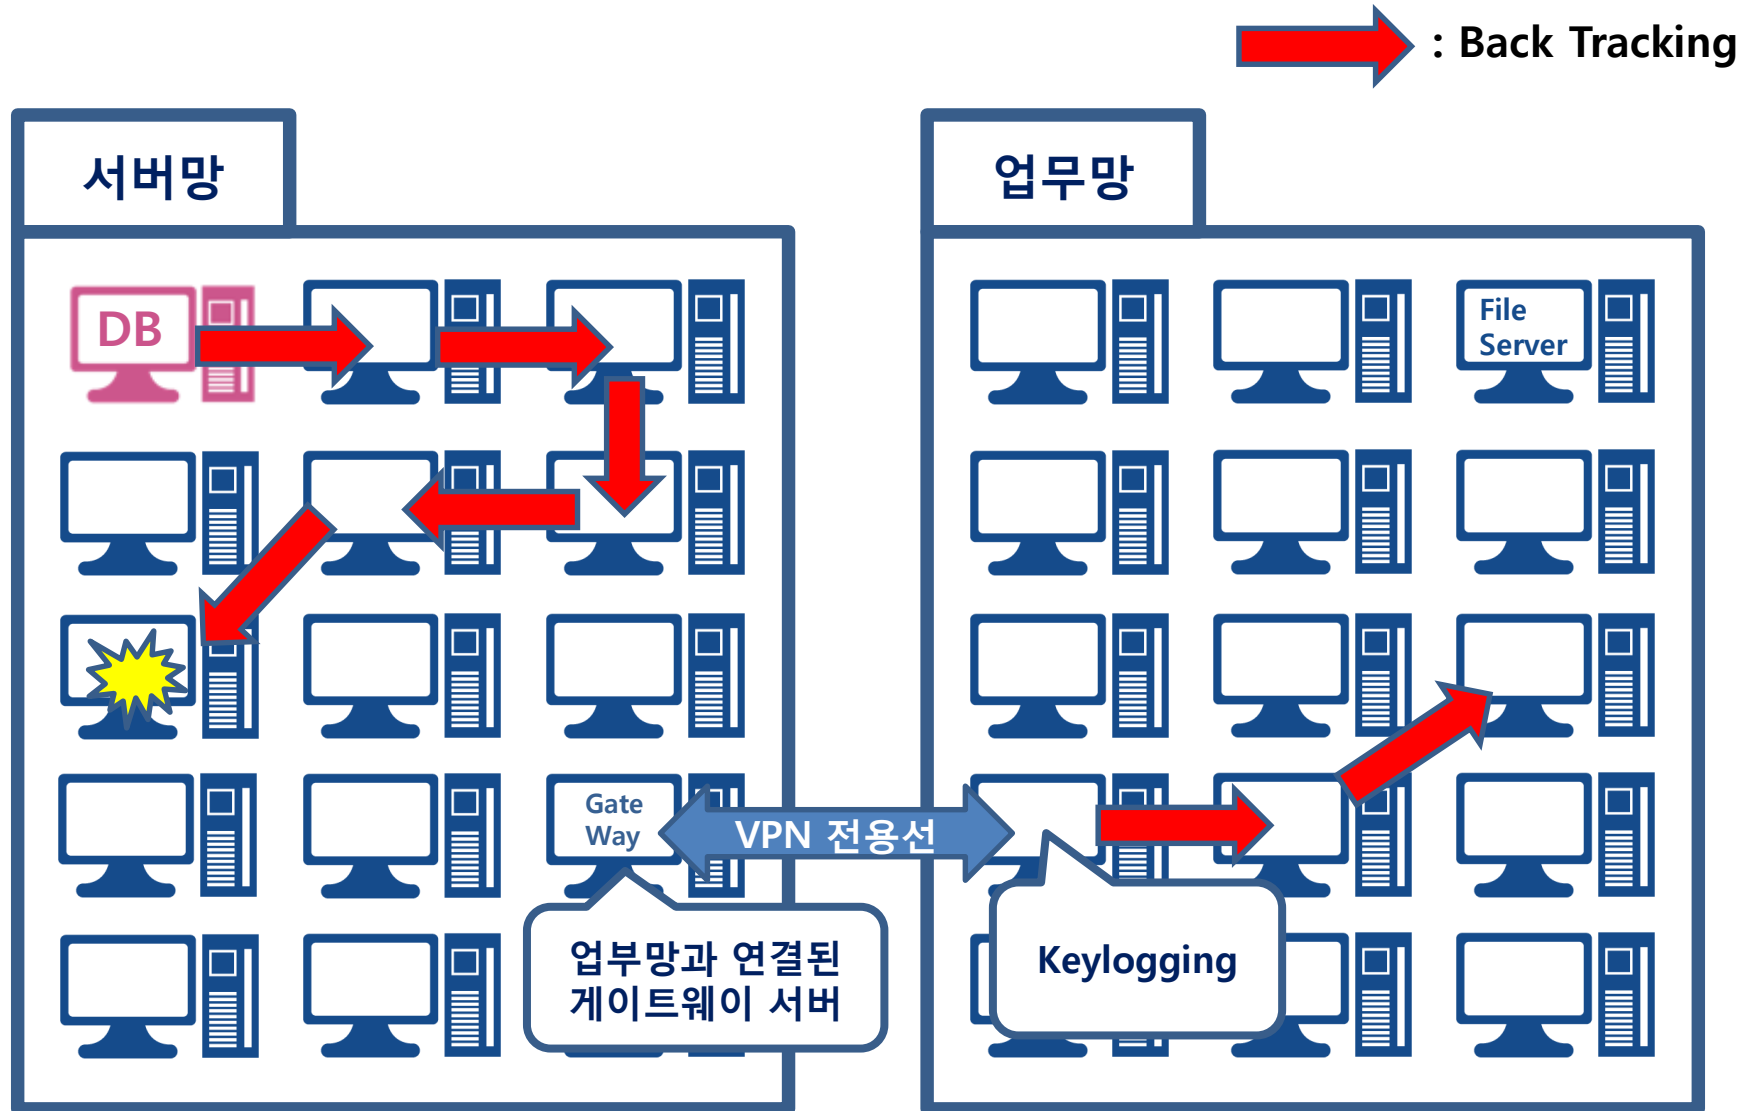 : Back Tracking
서버망
업무망
DB
File
Server
Gate
Way
VPN 전용선
업부망과 연결된
게이트웨이 서버
Keylogging